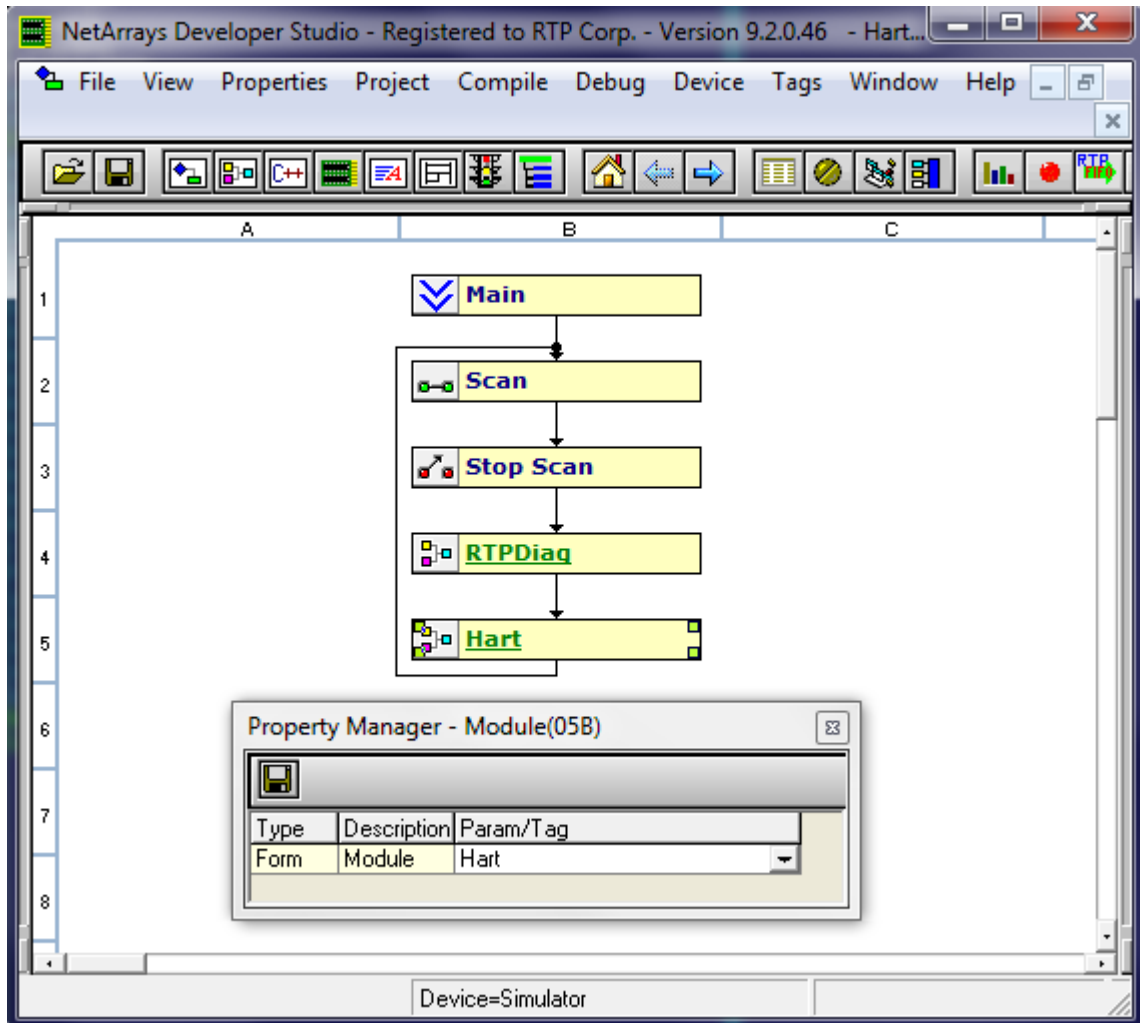 NetArrays Developer Studio - Registered to RTP Corp. - Version 9.2.0.46 - Hart...
File View Properties Project Compile Debug Device Tags Window Help
C++ A RTP FIFO
A B C
1 Main
2 Scan
3 Stop Scan
4 RTPDiag
5 Hart
6
Property Manager - Module(05B)
7
Type Description Param/Tag
Form Module Hart
8
Device=Simulator